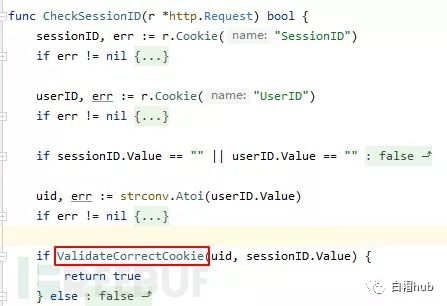 func CheckSessionID(r *http.Request) bool {
sessionID, err := r.Cookie( name: "SessionID")
if err != nil {...}
userID, err := r.Cookie( name: "UserID")
if err != nil {...}
if sessionID.Value == "" || userID.Value == "" : false
uid, err := strconv.Atoi(userID.Value)
if err != nil {...}
if ValidateCorrectCookie(uid, sessionID.Value) {
return true
} else : false
白帽hub